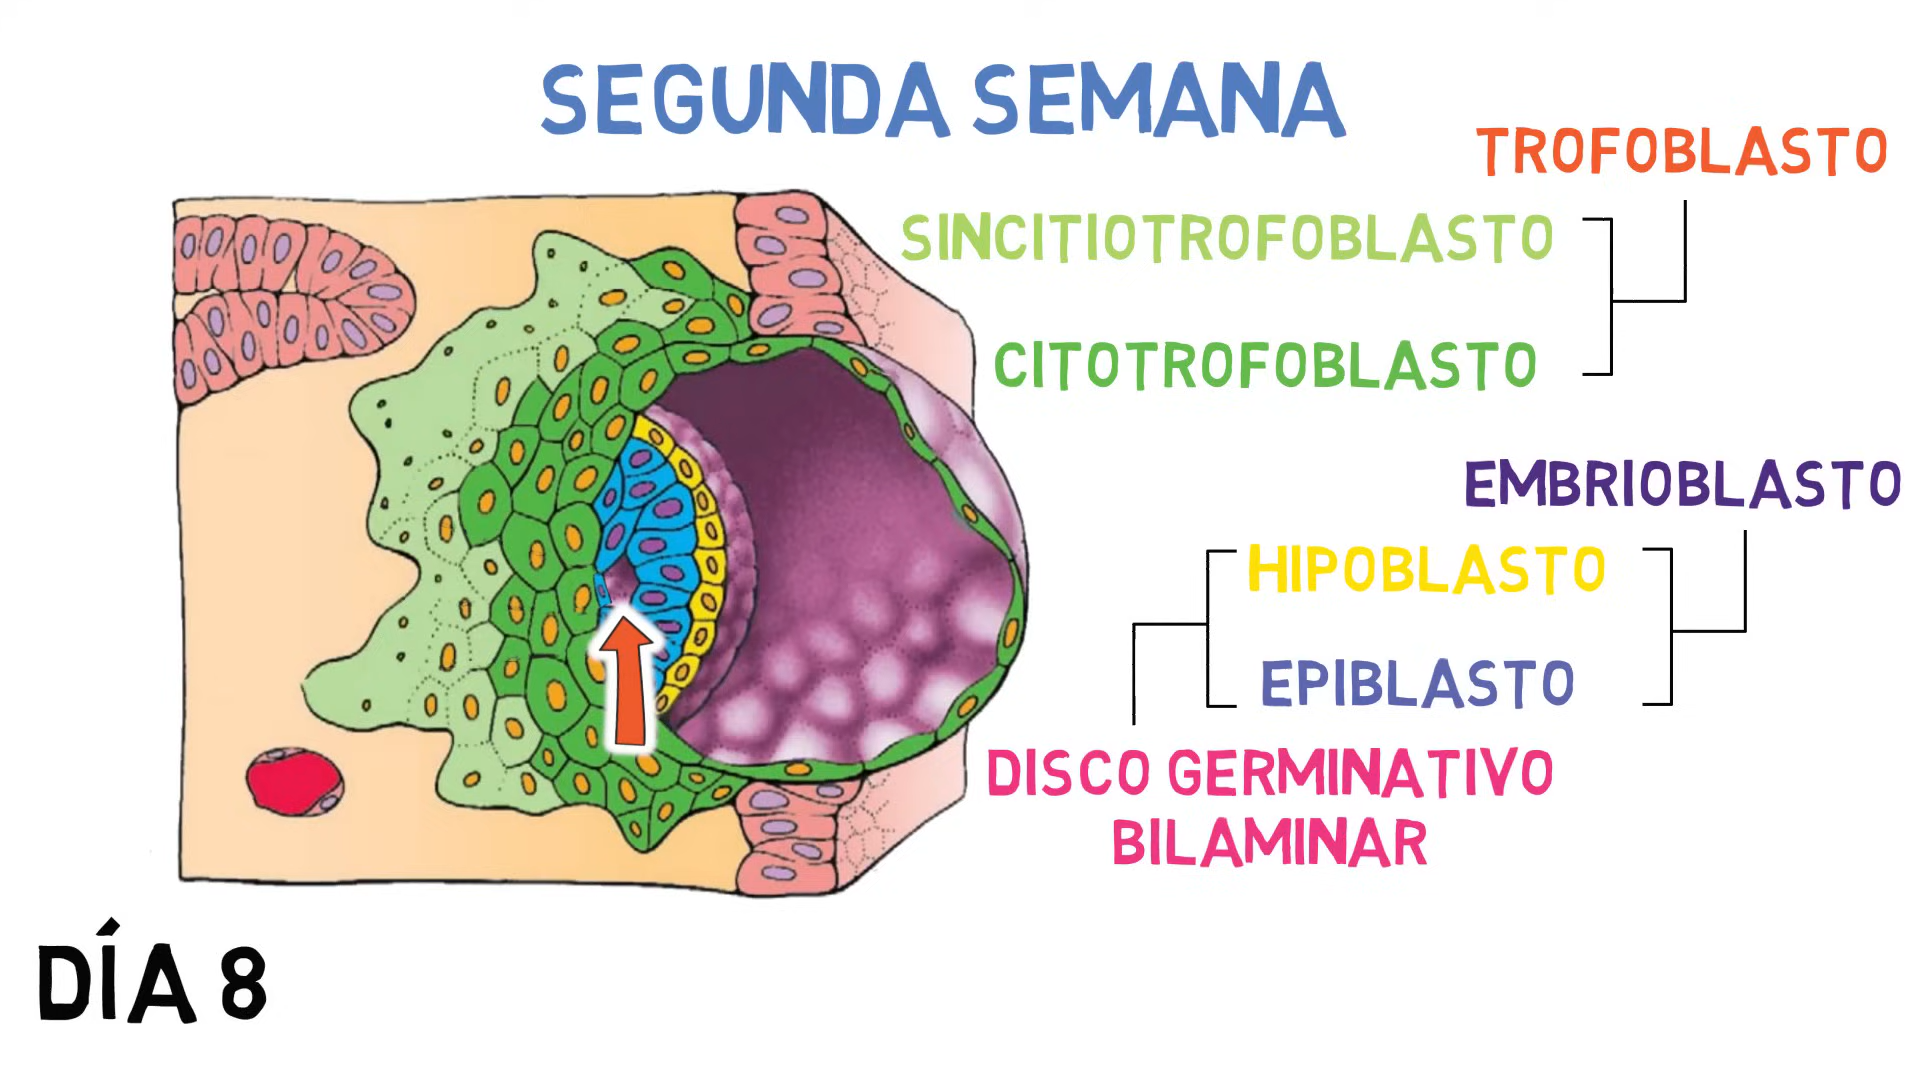 SEGUNDA SEMANA
TROFOBLASTO
SINCITIOTROFOBLASTO
CITOTROFOBLASTO
EMBRIOBLASTO
HIPOBLASTO
EPIBLASTO
DISCO GERMINATIVO
BILAMINAR
DÍA 8